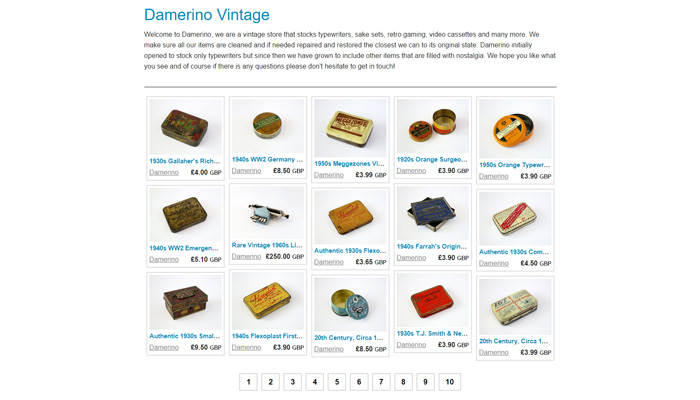 Damerino Vintage
Welcome to Damerino, we are a vintage store that stocks typewriters, sake sets, retro gaming, video cassettes and many more. We
make sure all our items are cleaned and if needed repaired and restored the closest we can to its original state. Damerino initially
opened to stock only typewriters but since then we have grown to include other items that are filled with nostalgia. We hope you like what
you see and of course if there is any questions please don't hesitate to get in touch!
1930s Gallaher's Rich...
Damerino £4.00 GBP
1940s WW2 Germany ...
Damerino £8.50 GBP
MEGGEZONES
1950s Meggezones Vi...
Damerino £3.99 GBP
1920s Orange Surgeo...
Damerino £3.90 GBP
1950s Orange Typewr...
Damerino £3.90 GBP
1940s WW2 Emergen...
Damerino £5.10 GBP
Rare Vintage 1960s Li...
Damerino £250.00 GBP
Authentic 1930s Flexo...
Damerino £3.65 GBP
1940s Farrah's Origin...
Damerino £3.90 GBP
Authentic 1930s Com...
Damerino £4.50 GBP
Authentic 1930s Smal...
Damerino £9.50 GBP
1940s Flexoplast First...
Damerino £3.90 GBP
20th Century, Circa 1...
Damerino £8.50 GBP
1930s T.J. Smith & Ne...
Damerino £3.90 GBP
20th Century, Circa 1...
Damerino £3.99 GBP
1 2 3 4 5 6 7 8 9 10